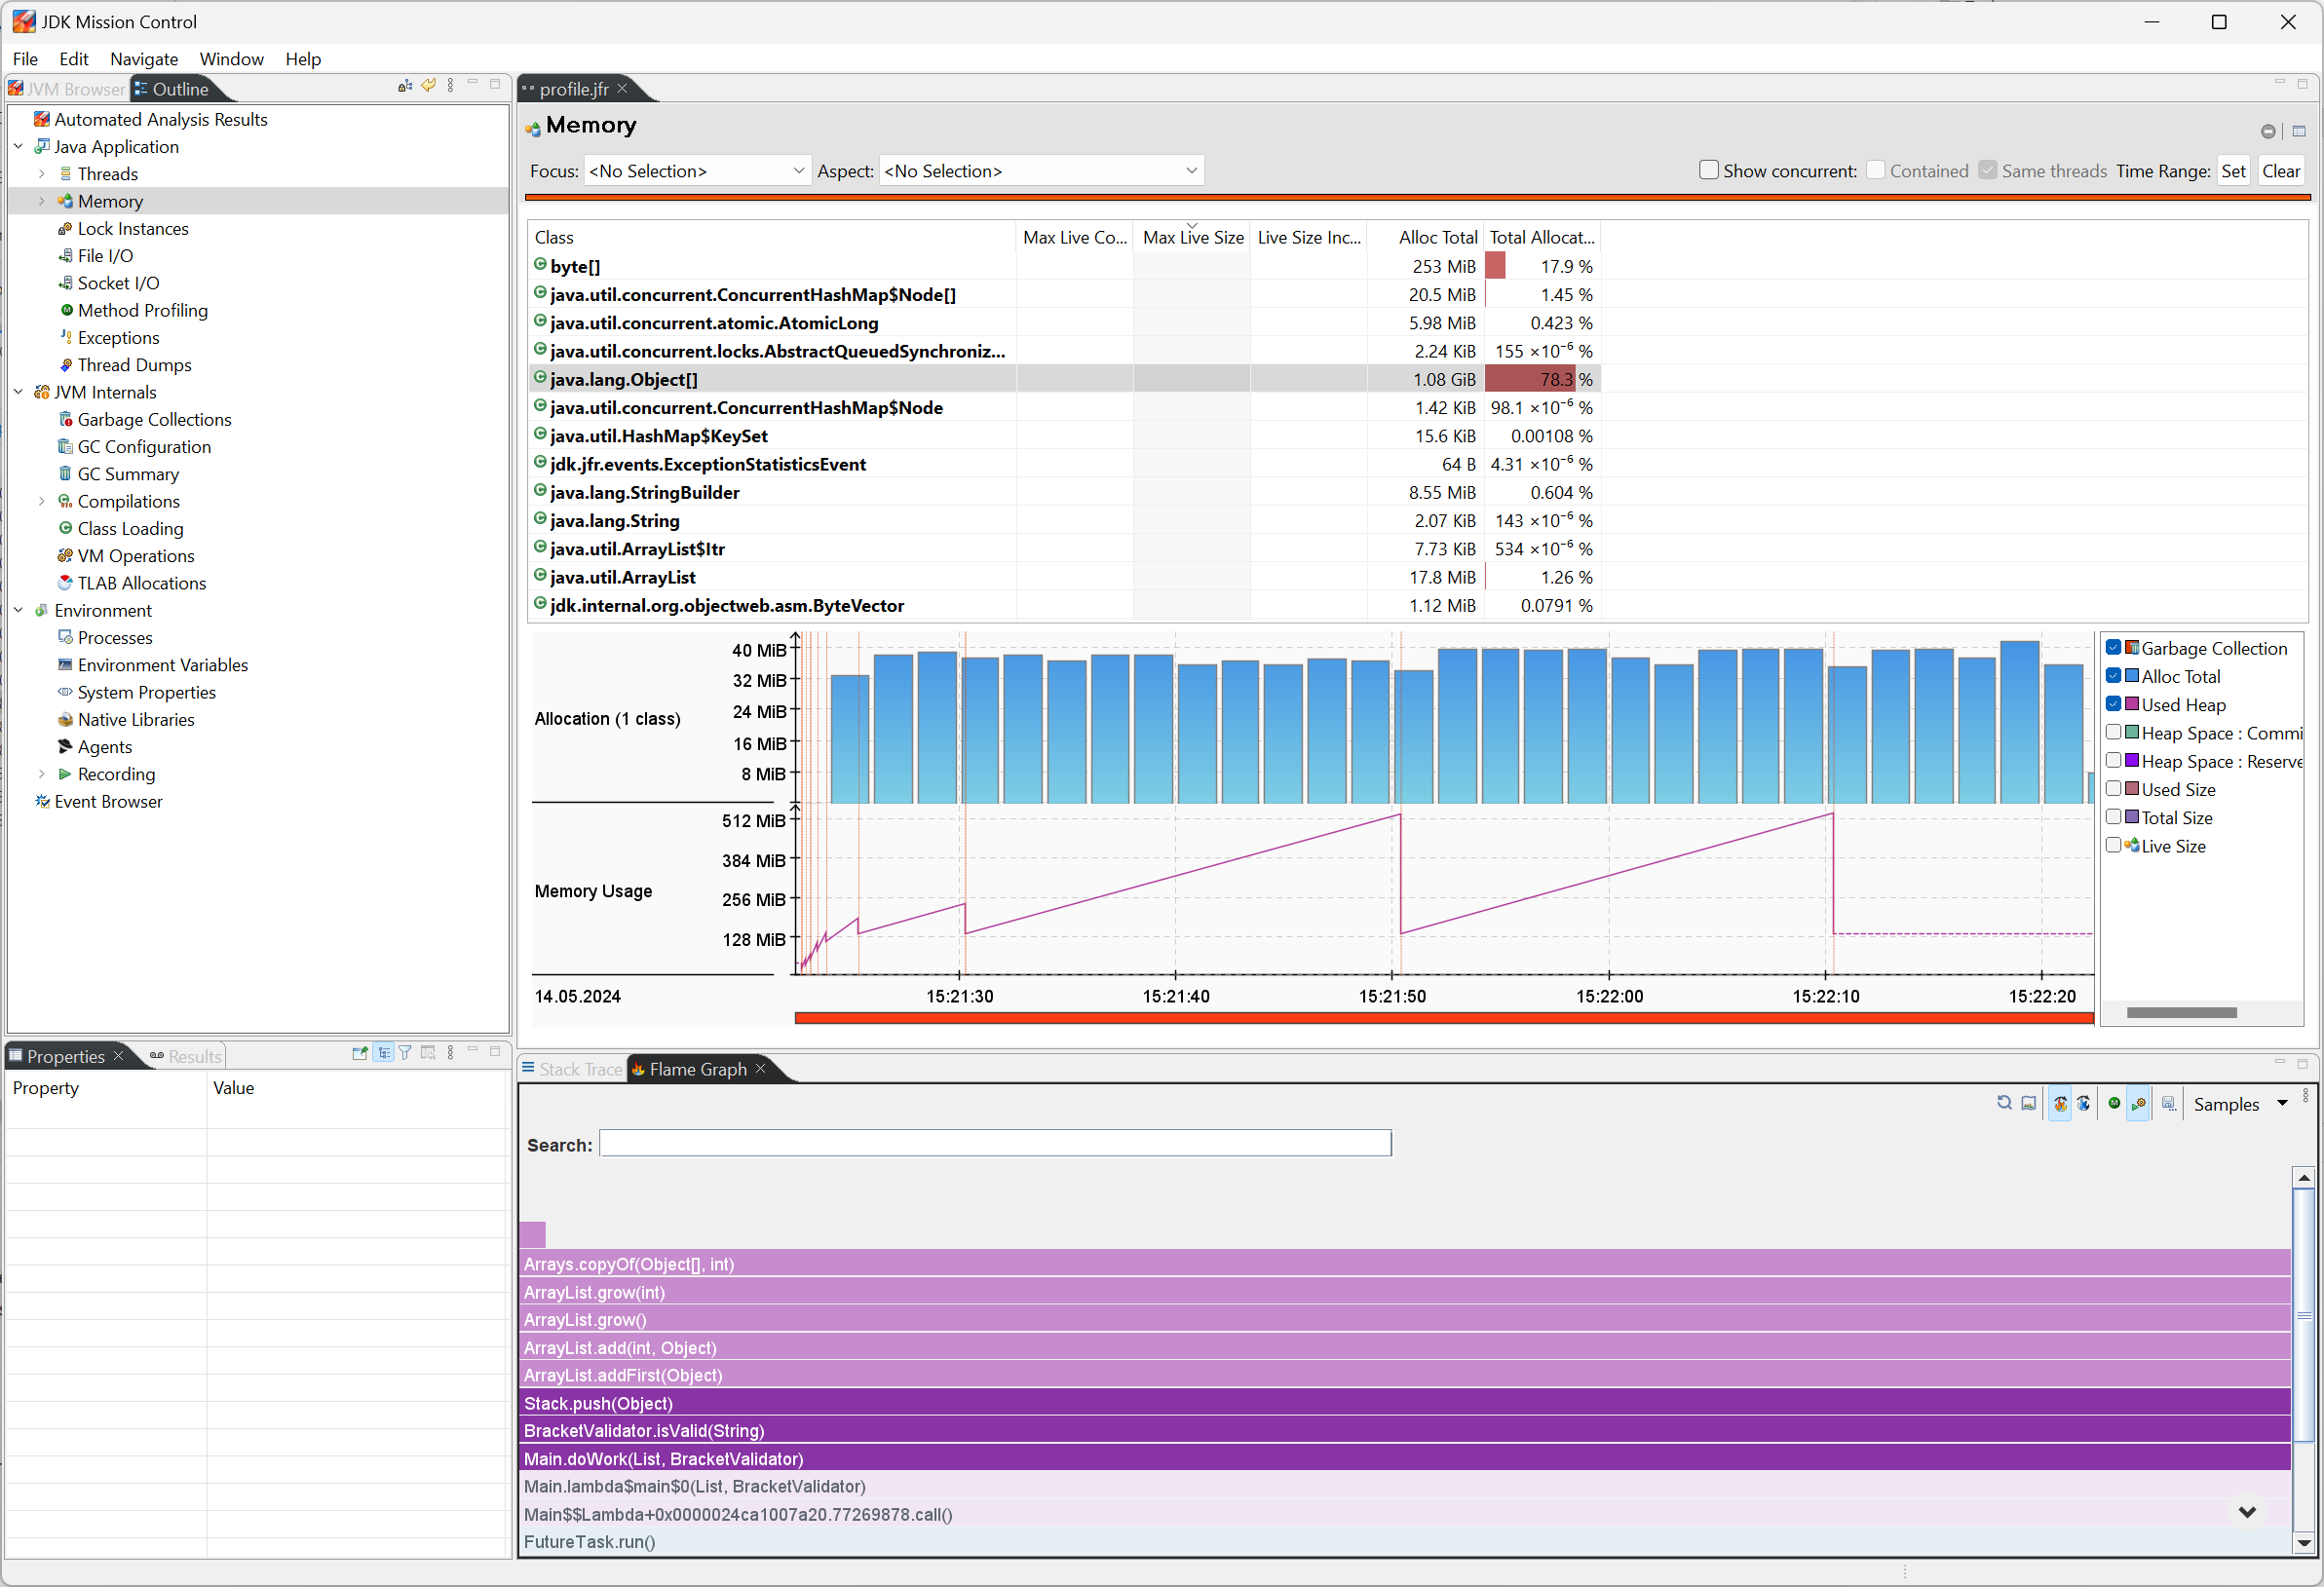 JDK Mission Control
File Edit Navigate Window Help
JVM Browser Outline
Automated Analysis Results
Java Application
Threads
Memory
Lock Instances
File I/O
Socket I/O
Method Profiling
Exceptions
Thread Dumps
JVM Internals
Garbage Collections
GC Configuration
GC Summary
Compilations
Class Loading
VM Operations
TLAB Allocations
Environment
Processes
Environment Variables
System Properties
Native Libraries
Agents
Recording
Event Browser
Properties Results
Property Value
profile.jfr
Memory
Focus: <No Selection> Aspect: <No Selection> Show concurrent: Contained Same threads Time Range: Set Clear
Class Max Live Co... Max Live Size Live Size Inc... Alloc Total Total Allocat...
byte[] 253 MiB 17.9 %
java.util.concurrent.ConcurrentHashMap$Node[] 20.5 MiB 1.45 %
java.util.concurrent.atomic.AtomicLong 5.98 MiB 0.423 %
java.util.concurrent.locks.AbstractQueuedSynchroniz... 2.24 KiB 155 ×10⁻⁶ %
java.lang.Object[] 1.08 GiB 78.3 %
java.util.concurrent.ConcurrentHashMap$Node 1.42 KiB 98.1 ×10⁻⁶ %
java.util.HashMap$KeySet 15.6 KiB 0.00108 %
jdk.jfr.events.ExceptionStatisticsEvent 64 B 4.31 ×10⁻⁶ %
java.lang.StringBuilder 8.55 MiB 0.604 %
java.lang.String 2.07 KiB 143 ×10⁻⁶ %
java.util.ArrayList$Itr 7.73 KiB 534 ×10⁻⁶ %
java.util.ArrayList 17.8 MiB 1.26 %
jdk.internal.org.objectweb.asm.ByteVector 1.12 MiB 0.0791 %
40 MiB
32 MiB
24 MiB
Allocation (1 class)
16 MiB
8 MiB
512 MiB
384 MiB
Memory Usage
256 MiB
128 MiB
14.05.2024 15:21:30 15:21:40 15:21:50 15:22:00 15:22:10 15:22:20
Garbage Collection
Alloc Total
Used Heap
Heap Space : Commi
Heap Space : Reserve
Used Size
Total Size
Live Size
Stack Trace Flame Graph
Samples
Search:
Arrays.copyOf(Object[], int)
ArrayList.grow(int)
ArrayList.grow()
ArrayList.add(int, Object)
ArrayList.addFirst(Object)
Stack.push(Object)
BracketValidator.isValid(String)
Main.doWork(List, BracketValidator)
Main.lambda$main$0(List, BracketValidator)
Main$$Lambda+0x0000024ca1007a20.77269878.call()
FutureTask.run()